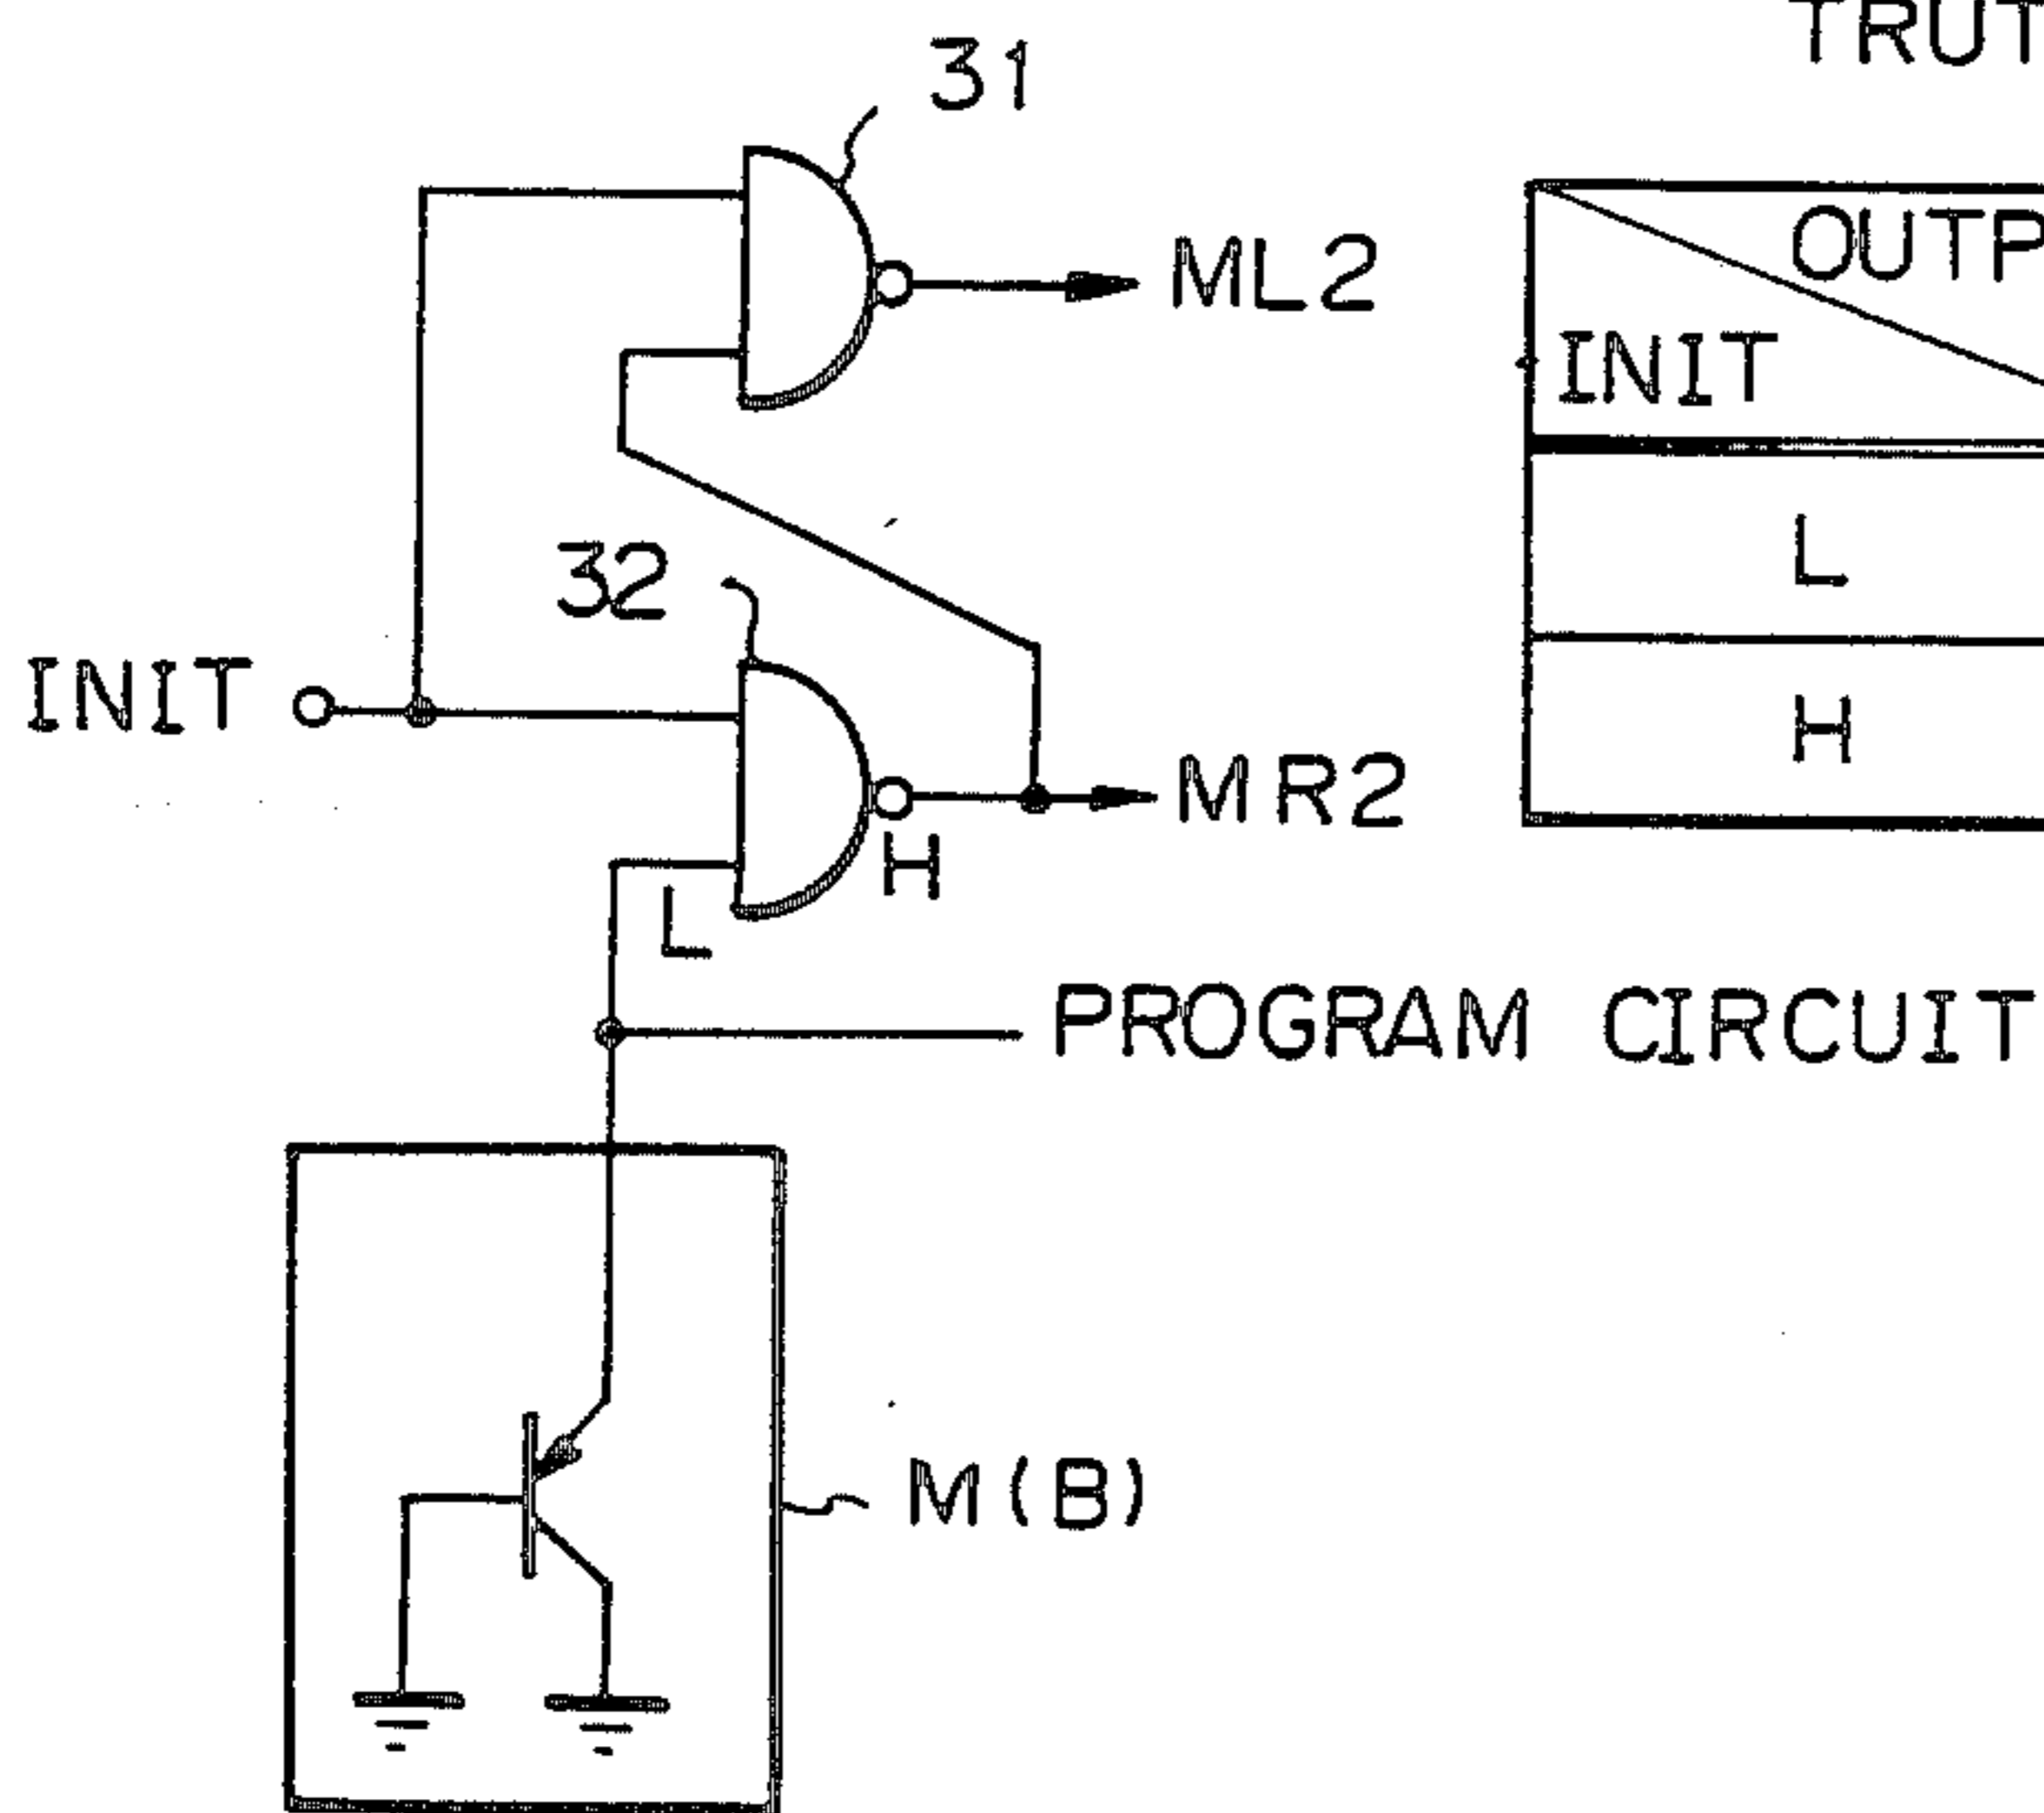 TRUT
31
OUTP
ML2
INIT
L
32
INIT
H
MR2
H
L
PROGRAM CIRCUIT
M(B)